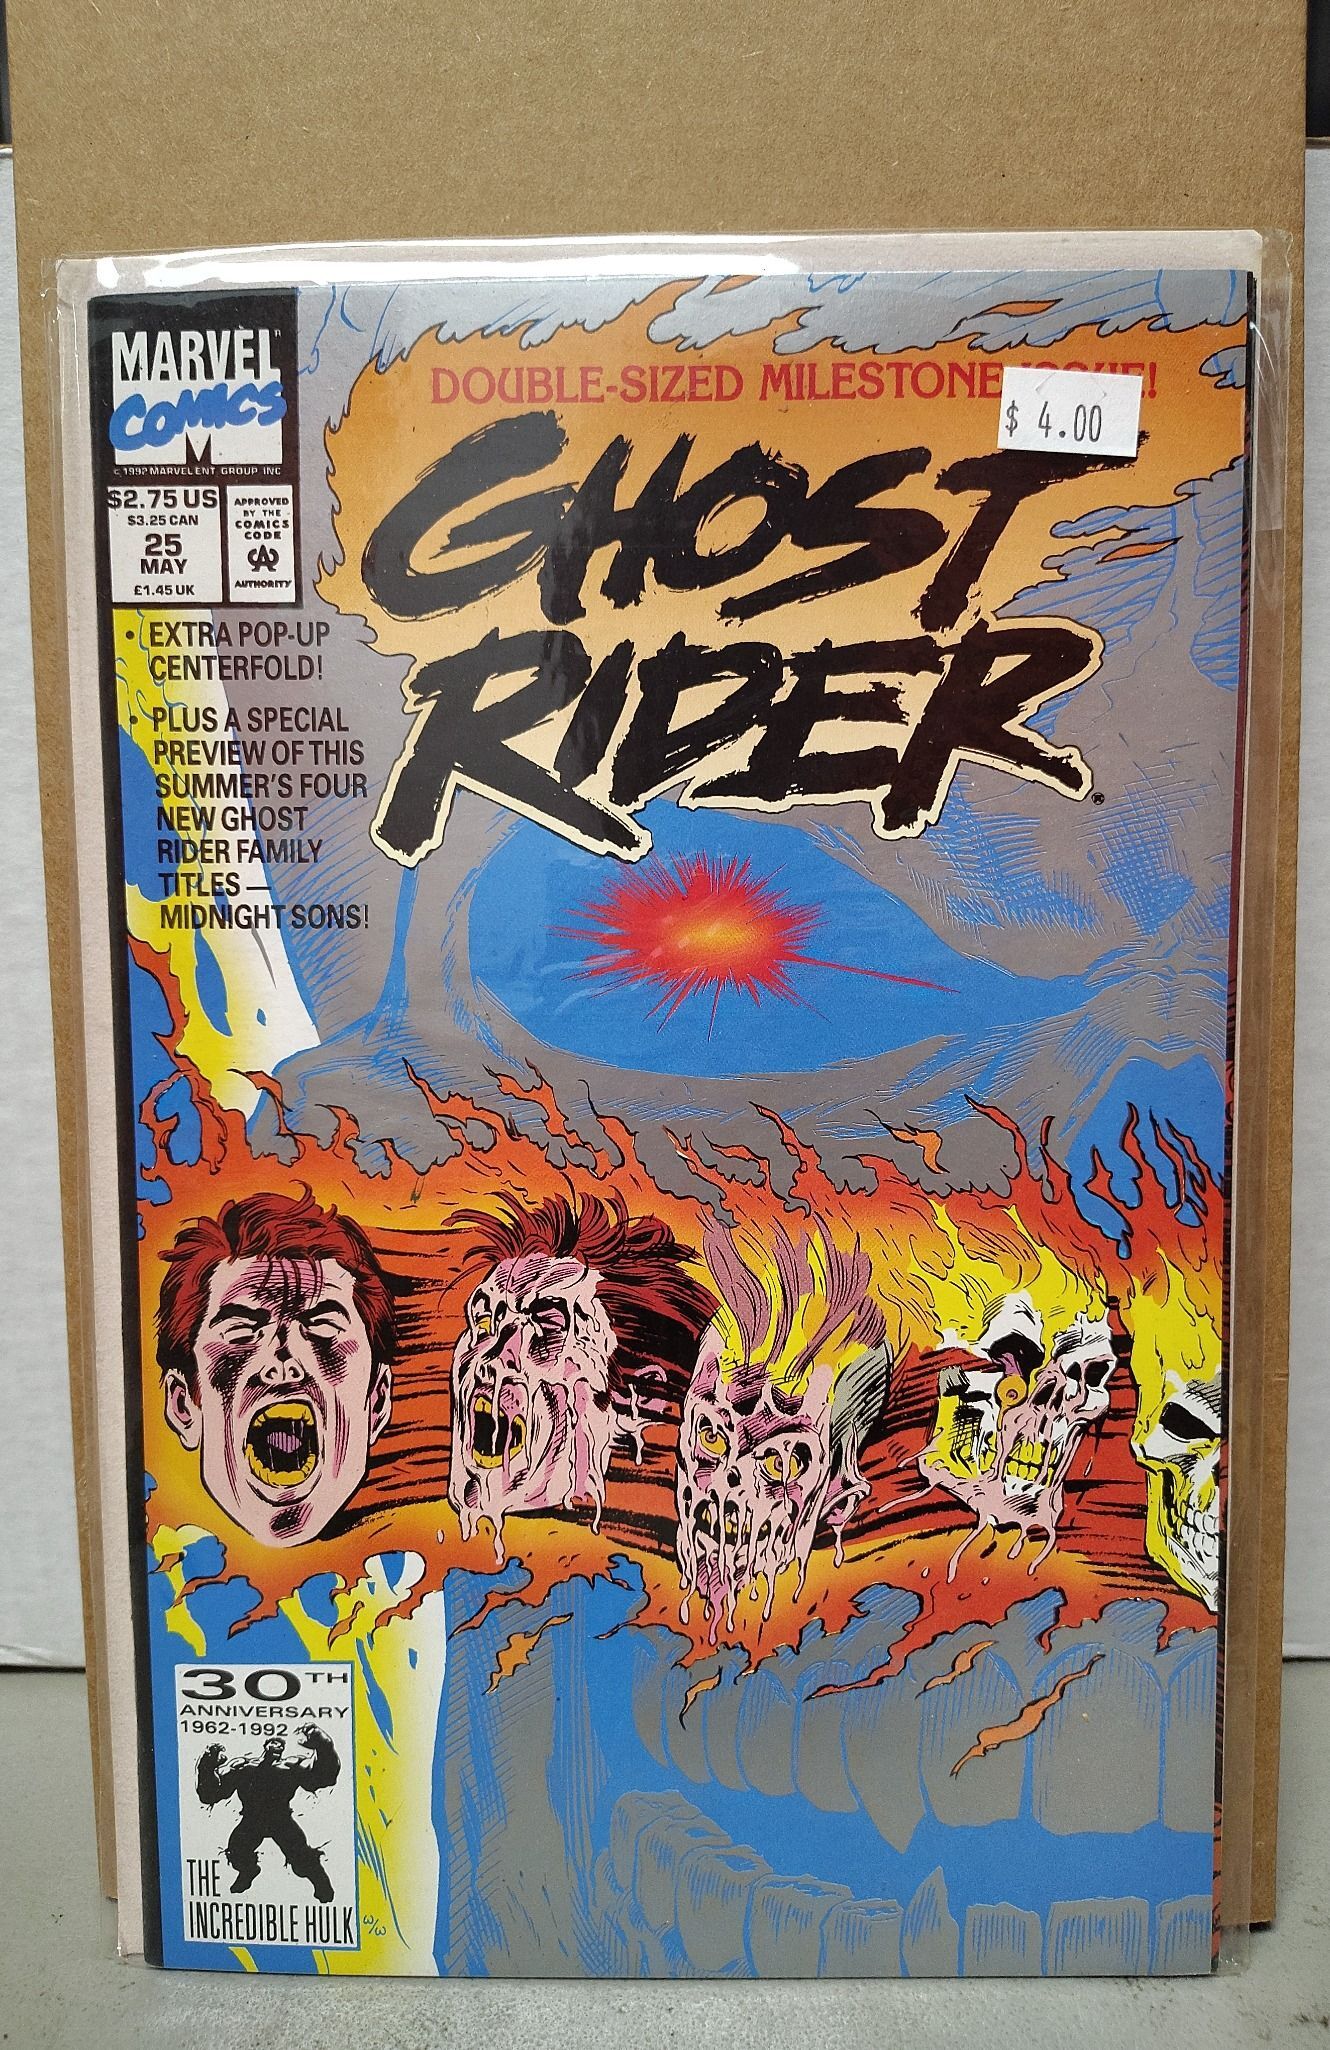 MARVEL
COMICS
M
© 1992 MARVEL ENT GROUP INC
$2.75 US
$3.25 CAN
25
MAY
£1.45 UK
APPROVED
BY THE
COMICS
CODE
CA
AUTHORITY
DOUBLE-SIZED MILESTONE
$ 4.00
GHOST
RIDER
• EXTRA POP-UP
CENTERFOLD!
• PLUS A SPECIAL
PREVIEW OF THIS
SUMMER'S FOUR
NEW GHOST
RIDER FAMILY
TITLES —
MIDNIGHT SONS!
30TH
ANNIVERSARY
1962-1992
THE
INCREDIBLE HULK
W/W